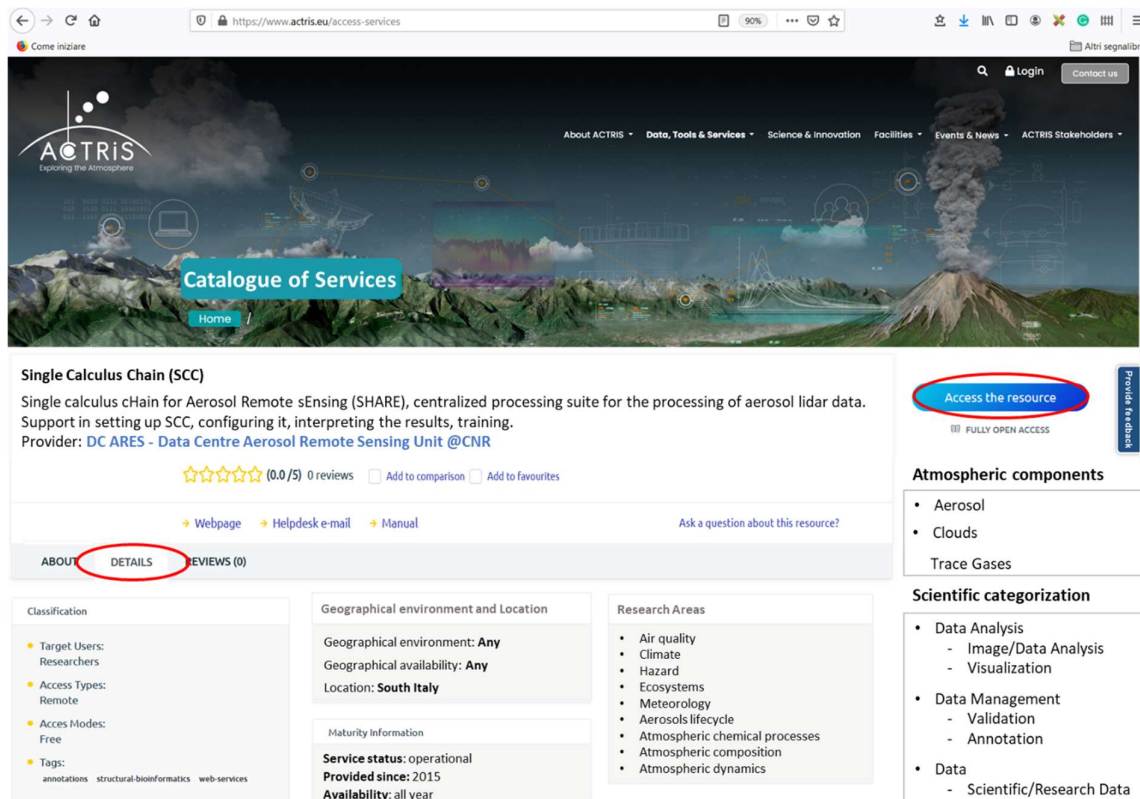 https://www.actris.eu/access-services
90%
Come iniziare
Altri segnalibr
Login
Contact us
ACTRiS
Exploring the Atmosphere
About ACTRIS
Data, Tools & Services
Science & Innovation
Facilities
Events & News
ACTRIS Stakeholders
Catalogue of Services
Home /
Single Calculus Chain (SCC)
Single calculus cHain for Aerosol Remote sEnsing (SHARE), centralized processing suite for the processing of aerosol lidar data.
Support in setting up SCC, configuring it, interpreting the results, training.
Provider: DC ARES - Data Centre Aerosol Remote Sensing Unit @CNR
(0.0 /5) 0 reviews Add to comparison Add to favourites
→ Webpage → Helpdesk e-mail → Manual
Ask a question about this resource?
ABOUT DETAILS REVIEWS (0)
Access the resource
FULLY OPEN ACCESS
Provide feedback
Classification
• Target Users:
Researchers
• Access Types:
Remote
• Acces Modes:
Free
• Tags:
annotations structural-bioinformatics web-services
Geographical environment and Location
Geographical environment: Any
Geographical availability: Any
Location: South Italy
Maturity Information
Service status: operational
Provided since: 2015
Availability: all year
Research Areas
• Air quality
• Climate
• Hazard
• Ecosystems
• Meteorology
• Aerosols lifecycle
• Atmospheric chemical processes
• Atmospheric composition
• Atmospheric dynamics
Atmospheric components
• Aerosol
• Clouds
Trace Gases
Scientific categorization
• Data Analysis
- Image/Data Analysis
- Visualization
• Data Management
- Validation
- Annotation
• Data
- Scientific/Research Data